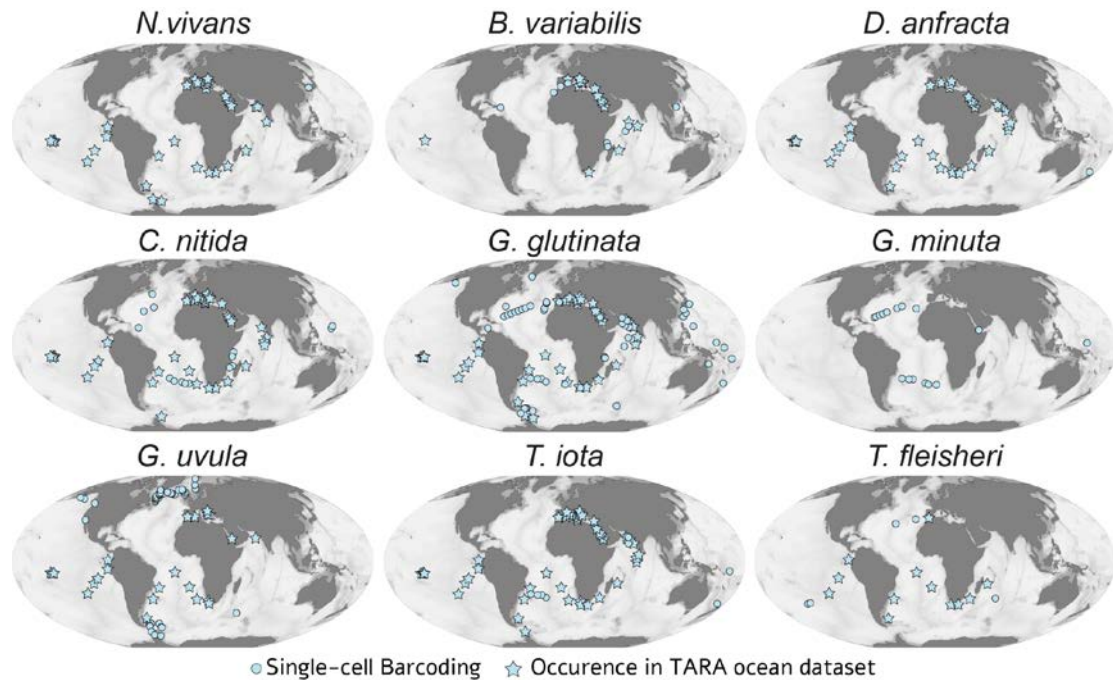 N.vivans
B. variabilis
D. anfracta
C. nitida
G. glutinata
G. minuta
G. uvula
T. iota
T. fleisheri
Single-cell Barcoding
Occurence in TARA ocean dataset